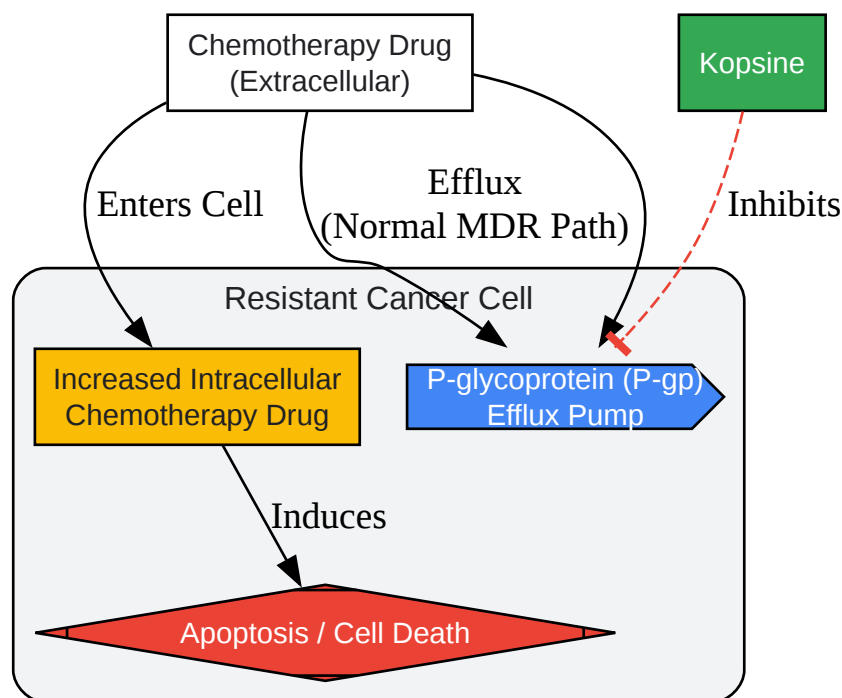 Chemotherapy Drug
(Extracellular)
Kopsine
Enters Cell
Efflux
(Normal MDR Path)
Inhibits
Resistant Cancer Cell
Increased Intracellular
Chemotherapy Drug
P-glycoprotein (P-gp)
Efflux Pump
Induces
Apoptosis / Cell Death